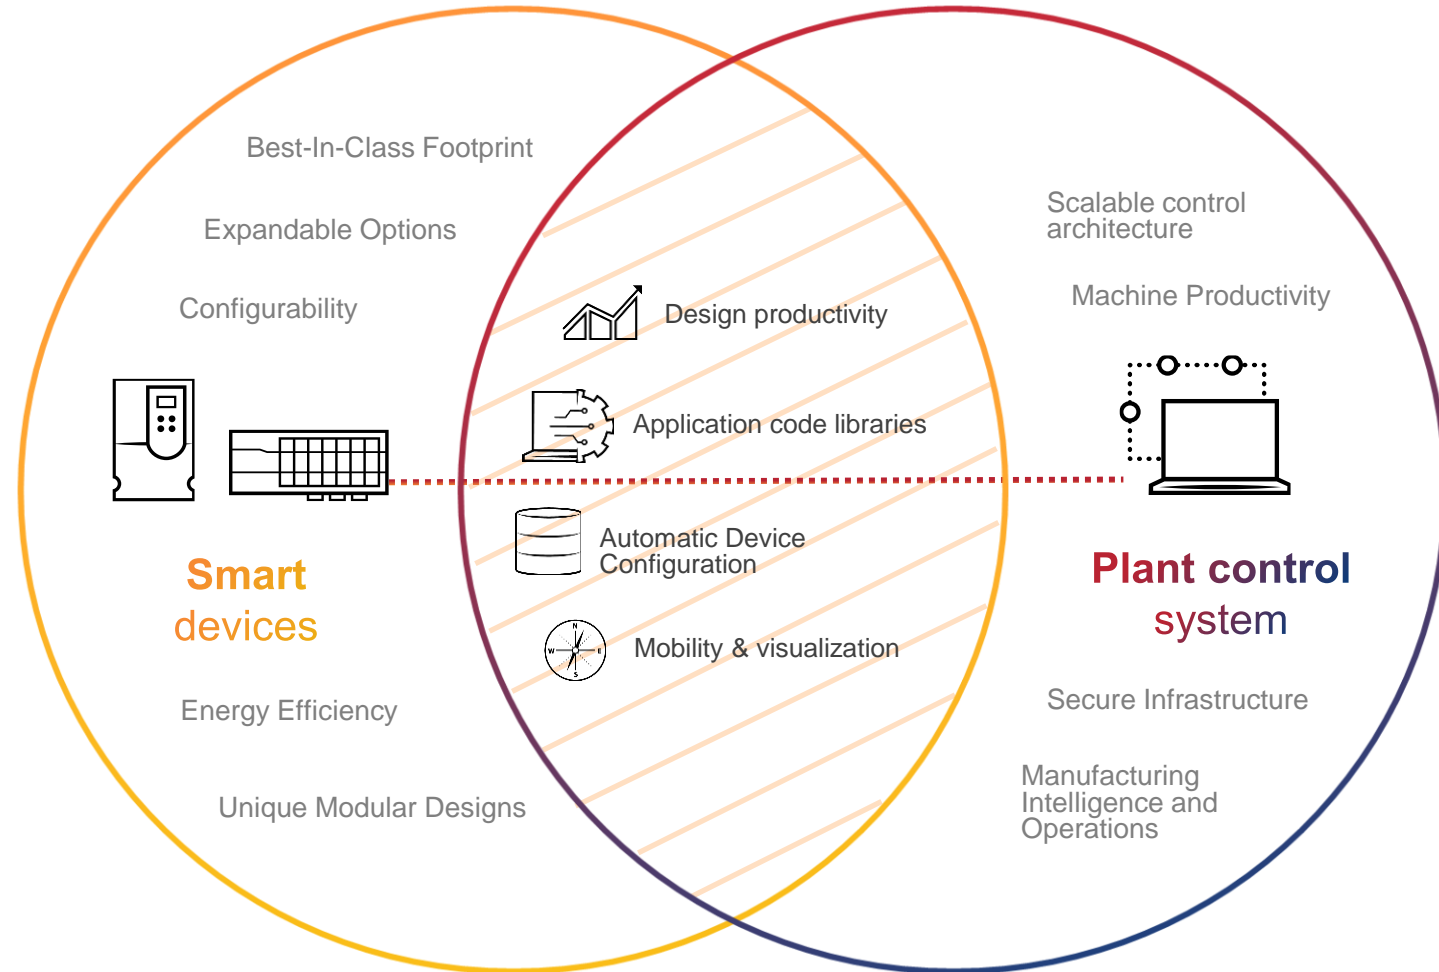 Best-In-Class Footprint
Expandable Options
Configurability
Smart
devices
Energy Efficiency
Unique Modular Designs
Design productivity
Application code libraries
Automatic Device
Configuration
N
W
E
S
Mobility & visualization
Scalable control
architecture
Machine Productivity
Plant control
system
Secure Infrastructure
Manufacturing
Intelligence and
Operations